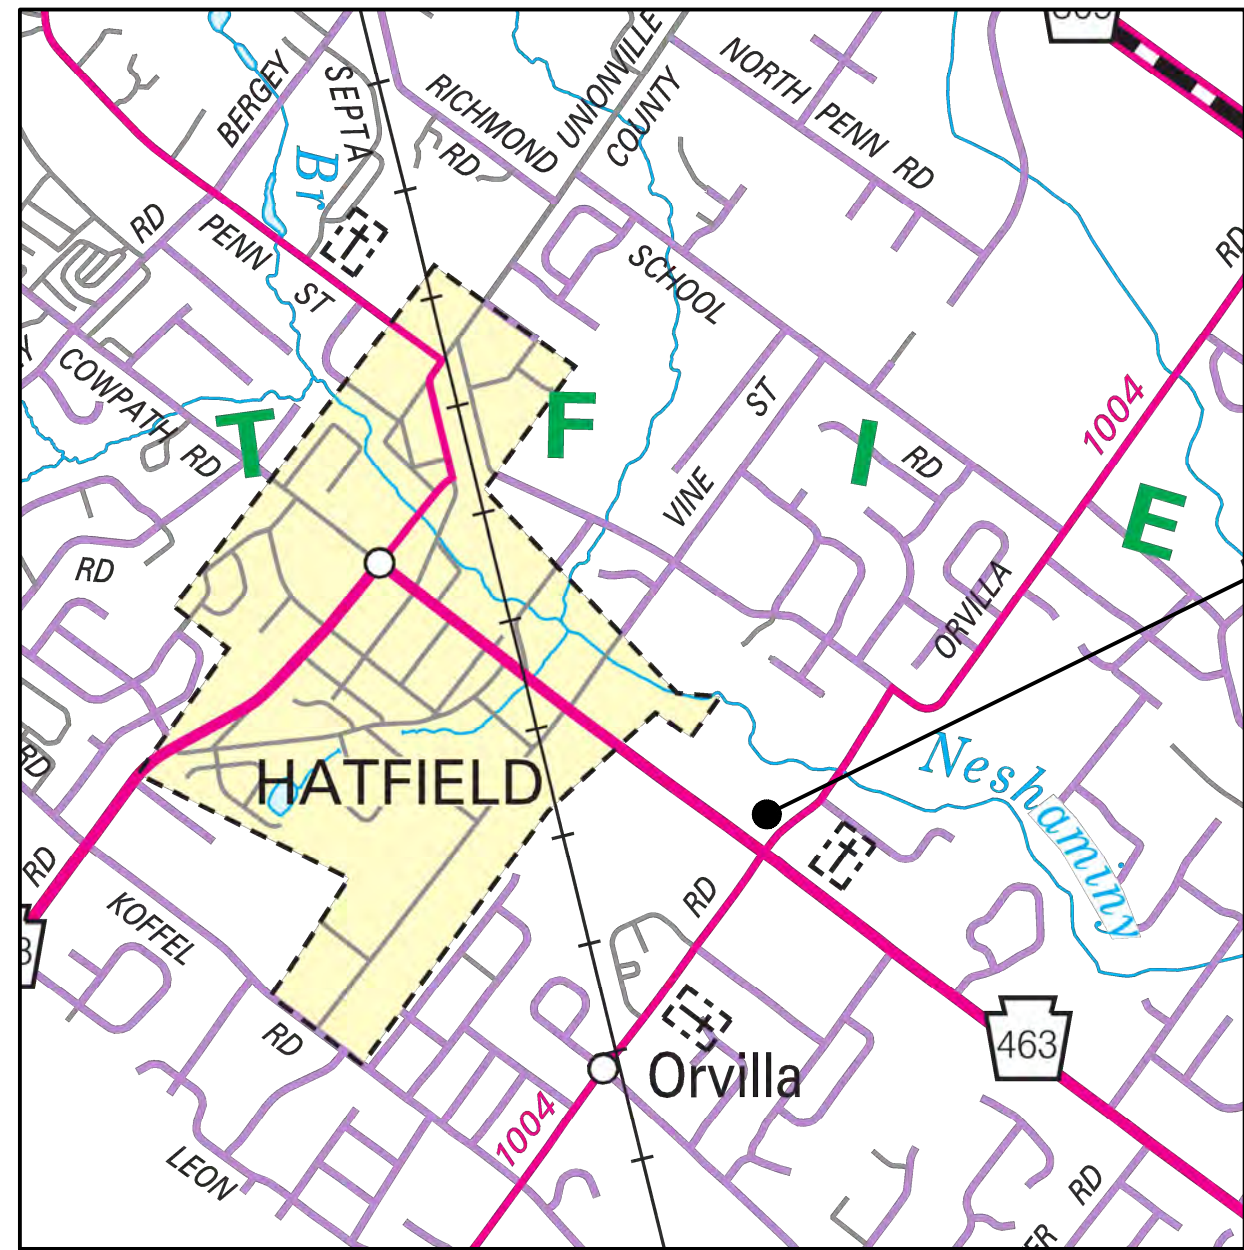 UNIONVILLE
COUNTY
BERGEY
RD
SEPTA
RICHMOND
RD
NORTH PENN RD
Br
PENN ST
SCHOOL
RD
RD
COWPATH RD
T
F
I
E
VINE ST
1004
ORVILLA
RD
RD
HATFIELD
Neshaminy
RD
KOFFEL
RD
RD
463
Orvilla
1004
LEON
RD